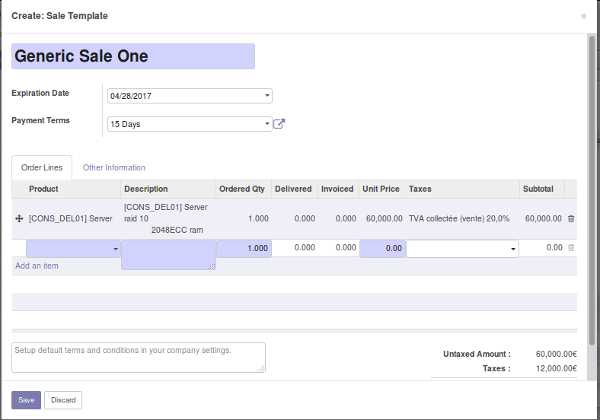 Create: Sale Template ×
Generic Sale One
Expiration Date 04/28/2017
Payment Terms 15 Days
Order Lines Other Information
Product Description Ordered Qty Delivered Invoiced Unit Price Taxes Subtotal
[CONS_DEL01] Server
[CONS_DEL01] Server raid 10 1.000 0.000 0.000 60,000.00 TVA collectée (vente) 20,0% 60,000.00
2048ECC ram
1.000 0.000 0.000 0.00 0.00
Add an item
Setup default terms and conditions in your company settings.
Untaxed Amount : 60,000.00€
Taxes : 12,000.00€
Save Discard